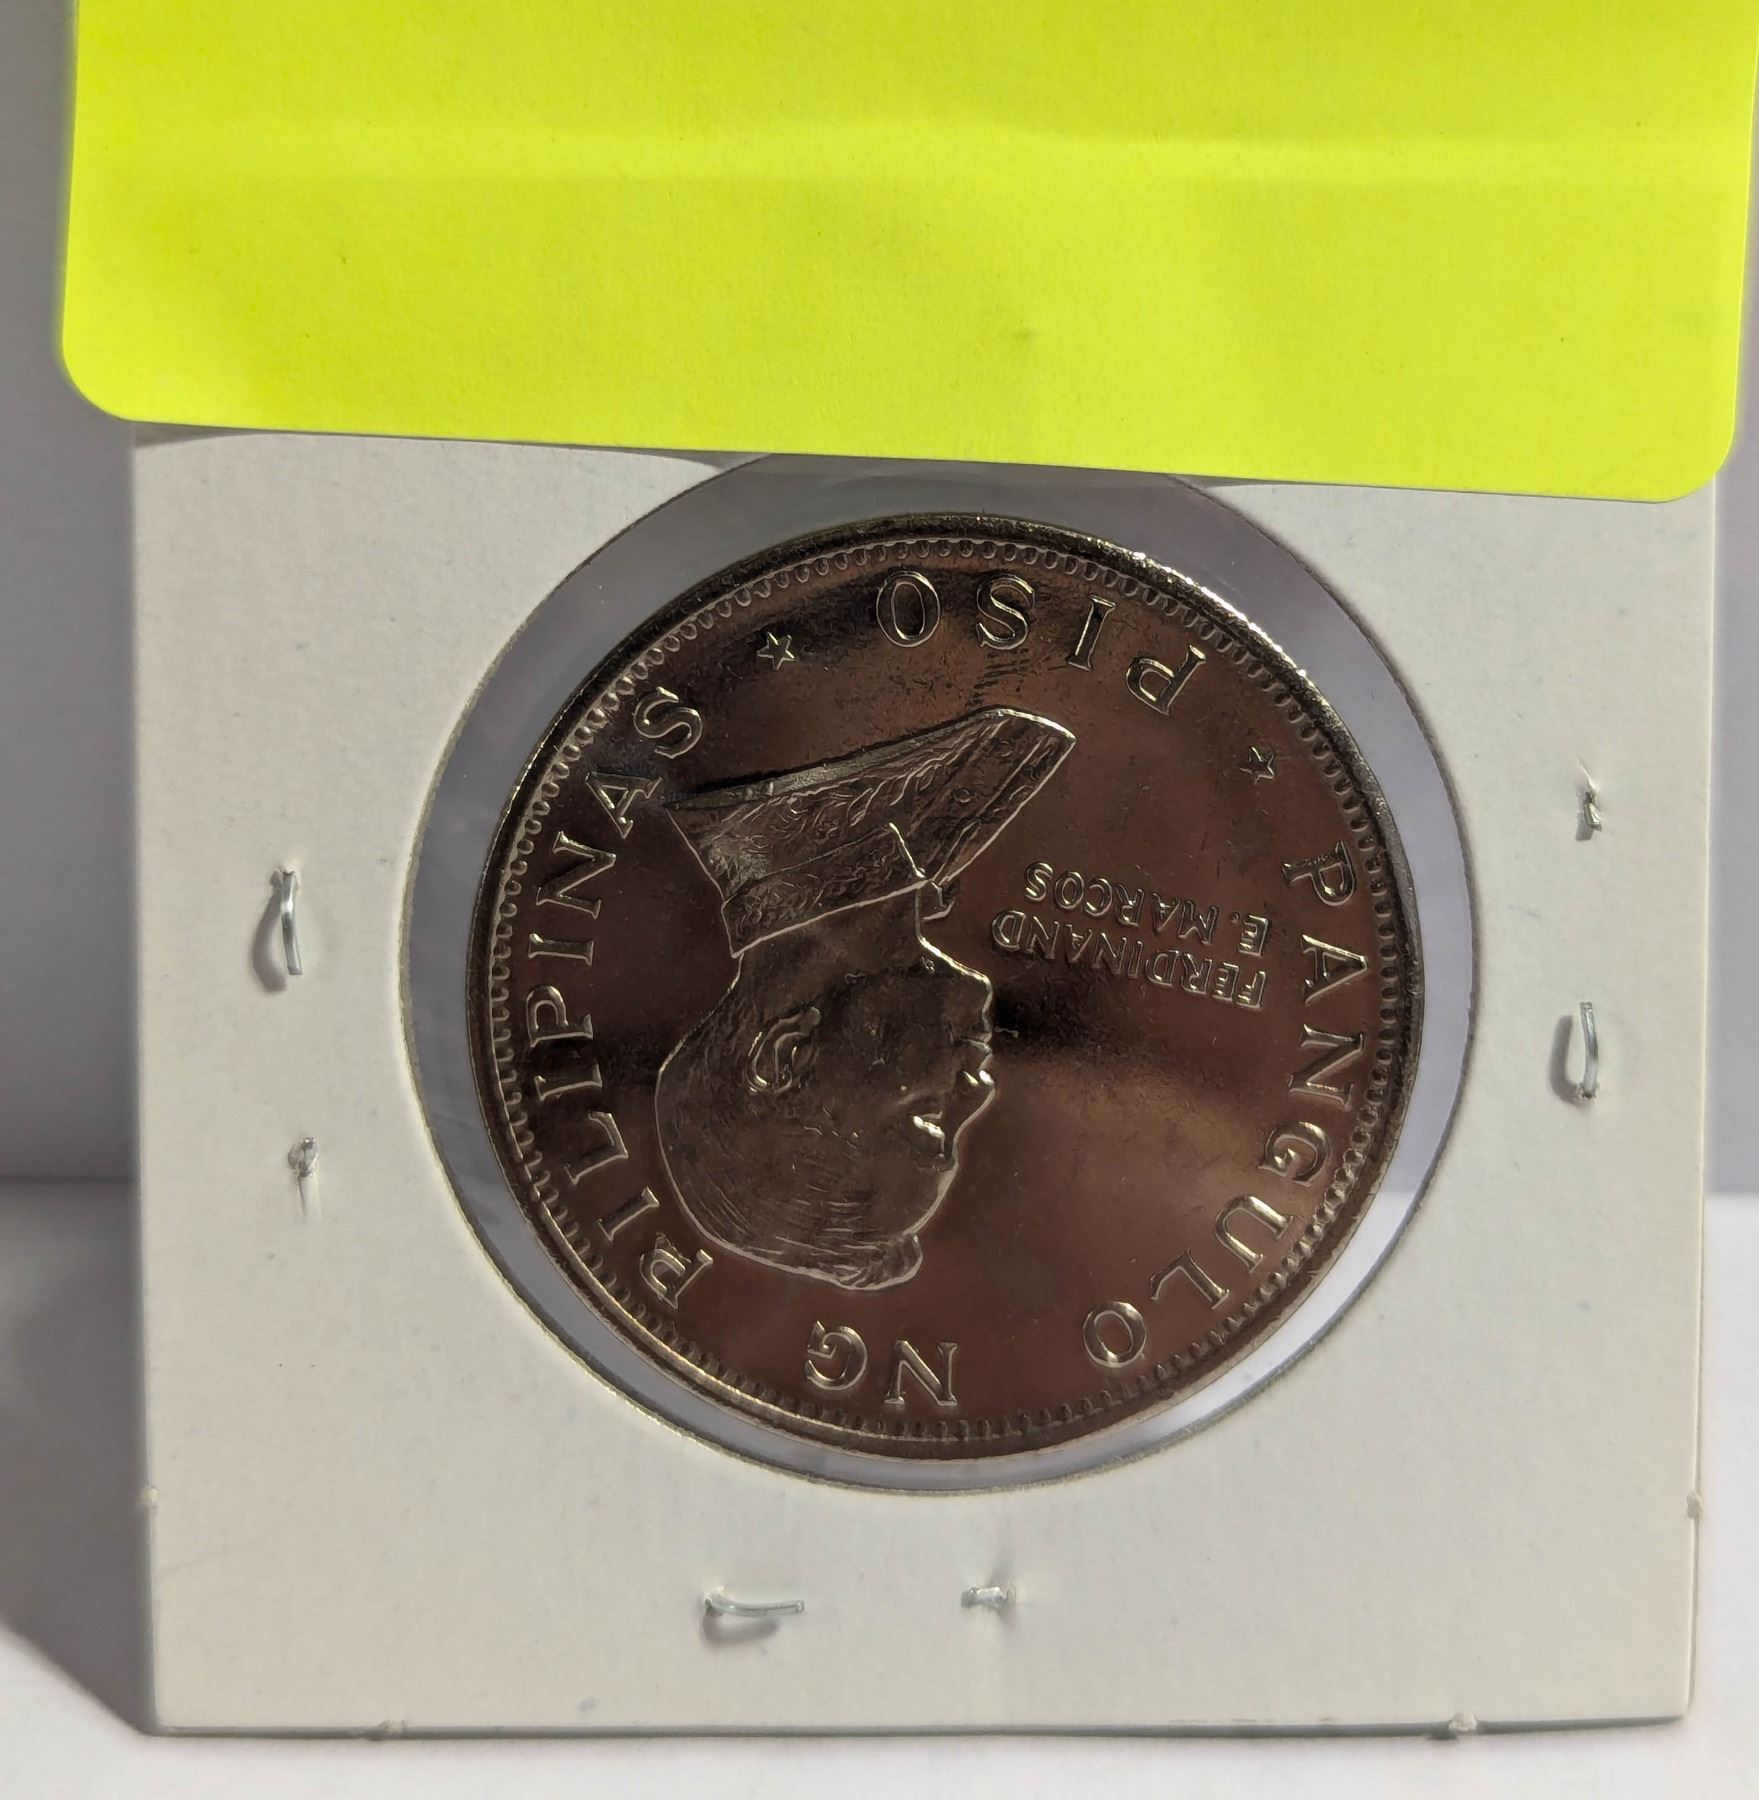 PANGULO NG PILIPINAS
FERDINAND
E. MARCOS
PISO